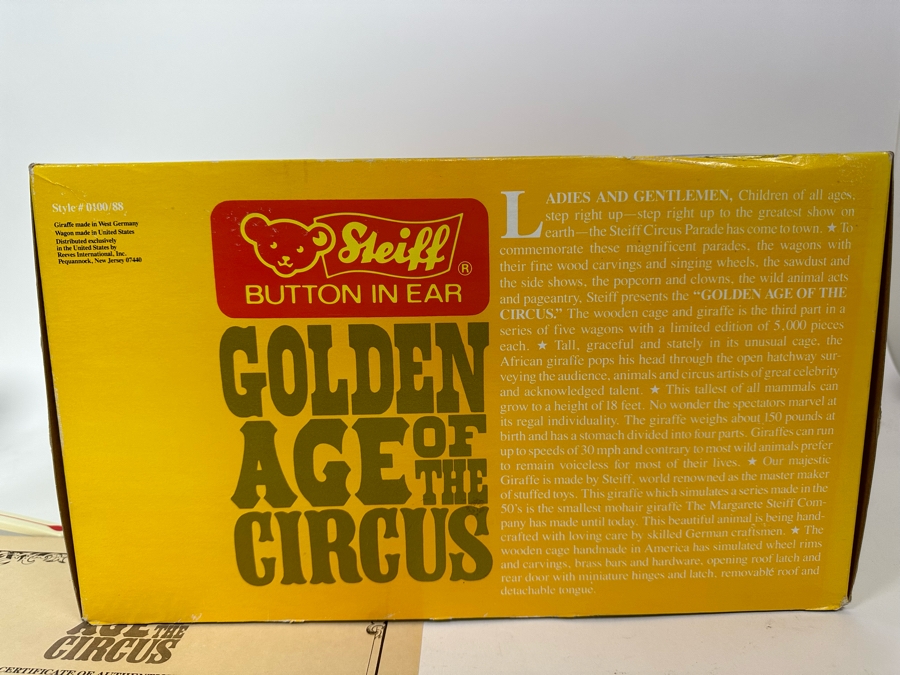 Style # 0100/88
Giraffe made in West Germany
Wagon made in United States
Distributed exclusively
in the United States by
Reeves International, Inc.
Pequannock, New Jersey 07440
Steiff ®
BUTTON IN EAR
GOLDEN
AGE OF THE
CIRCUS
LADIES AND GENTLEMEN, Children of all ages,
step right up—step right up to the greatest show on
earth—the Steiff Circus Parade has come to town. ★ To
commemorate these magnificent parades, the wagons with
their fine wood carvings and singing wheels, the sawdust and
the side shows, the popcorn and clowns, the wild animal acts
and pageantry, Steiff presents the “GOLDEN AGE OF THE
CIRCUS.” The wooden cage and giraffe is the third part in a
series of five wagons with a limited edition of 5,000 pieces
each. ★ Tall, graceful and stately in its unusual cage, the
African giraffe pops his head through the open hatchway sur-
veying the audience, animals and circus artists of great celebrity
and acknowledged talent. ★ This tallest of all mammals can
grow to a height of 18 feet. No wonder the spectators marvel at
its regal individuality. The giraffe weighs about 150 pounds at
birth and has a stomach divided into four parts. Giraffes can run
up to speeds of 30 mph and contrary to most wild animals prefer
to remain voiceless for most of their lives. ★ Our majestic
Giraffe is made by Steiff, world renowned as the master maker
of stuffed toys. This giraffe which simulates a series made in the
50's is the smallest mohair giraffe The Margarete Steiff Com-
pany has made until today. This beautiful animal is being hand-
crafted with loving care by skilled German craftsmen. ★ The
wooden cage handmade in America has simulated wheel rims
and carvings, brass bars and hardware, opening roof latch and
rear door with miniature hinges and latch, removable roof and
detachable tongue.
AGE THE
CIRCUS
CERTIFICATE OF